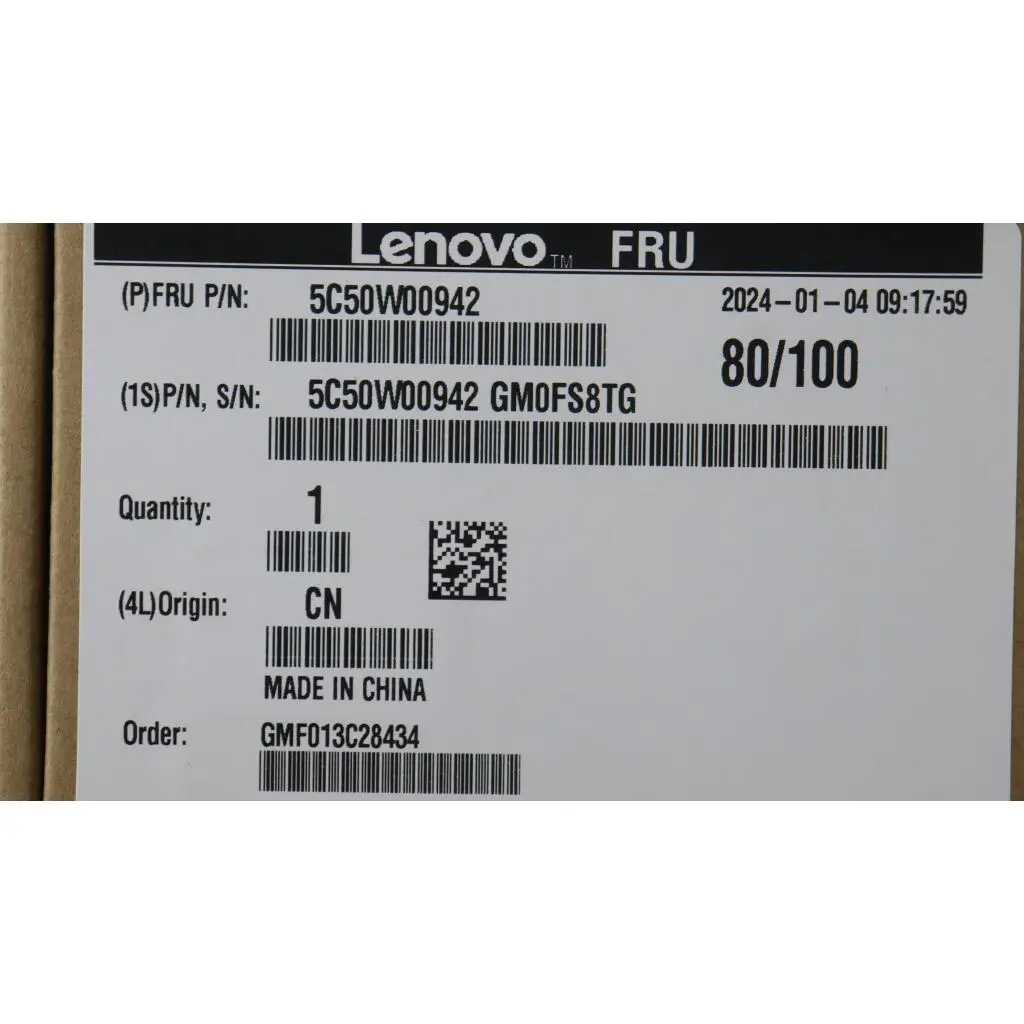 Lenovo™ FRU
(P)FRU P/N: 5C50W00942 2024-01-04 09:17:59
80/100
(1S)P/N, S/N: 5C50W00942 GM0FS8TG
Quantity: 1
(4L)Origin: CN
MADE IN CHINA
Order: GMF013C28434